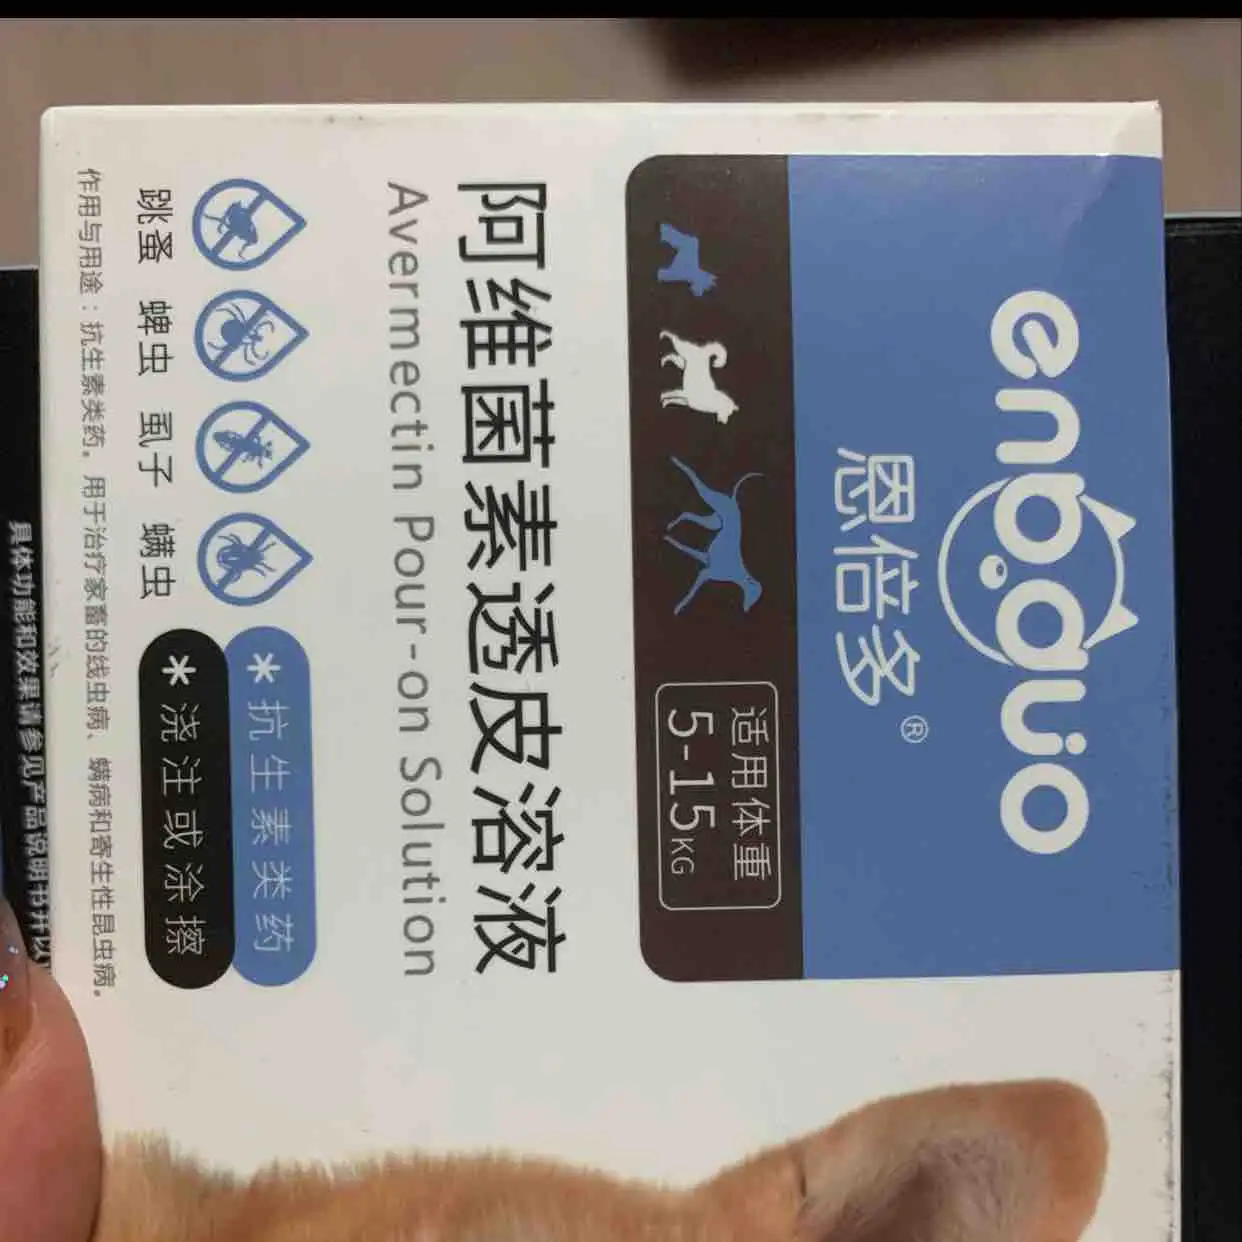 enbduo
恩倍多®
适用体重
5-15KG
阿维菌素透皮溶液
Avermectin Pour-on Solution
跳蚤 蜱虫 虱子 螨虫
*抗生素类药
*浇注或涂擦
作用与用途：抗生素类药。用于治疗家畜的线虫病、螨病和寄生性昆虫病。
具体功能和效果请参见产品说明书并以